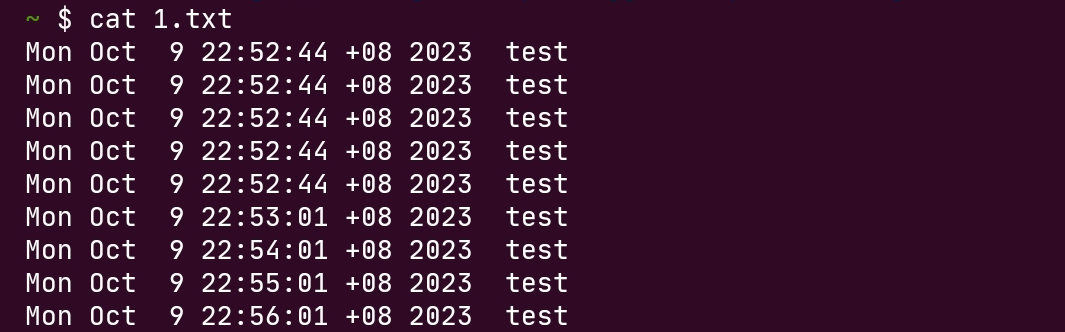 ~ $ cat 1.txt
Mon Oct  9 22:52:44 +08 2023  test
Mon Oct  9 22:52:44 +08 2023  test
Mon Oct  9 22:52:44 +08 2023  test
Mon Oct  9 22:52:44 +08 2023  test
Mon Oct  9 22:52:44 +08 2023  test
Mon Oct  9 22:53:01 +08 2023  test
Mon Oct  9 22:54:01 +08 2023  test
Mon Oct  9 22:55:01 +08 2023  test
Mon Oct  9 22:56:01 +08 2023  test